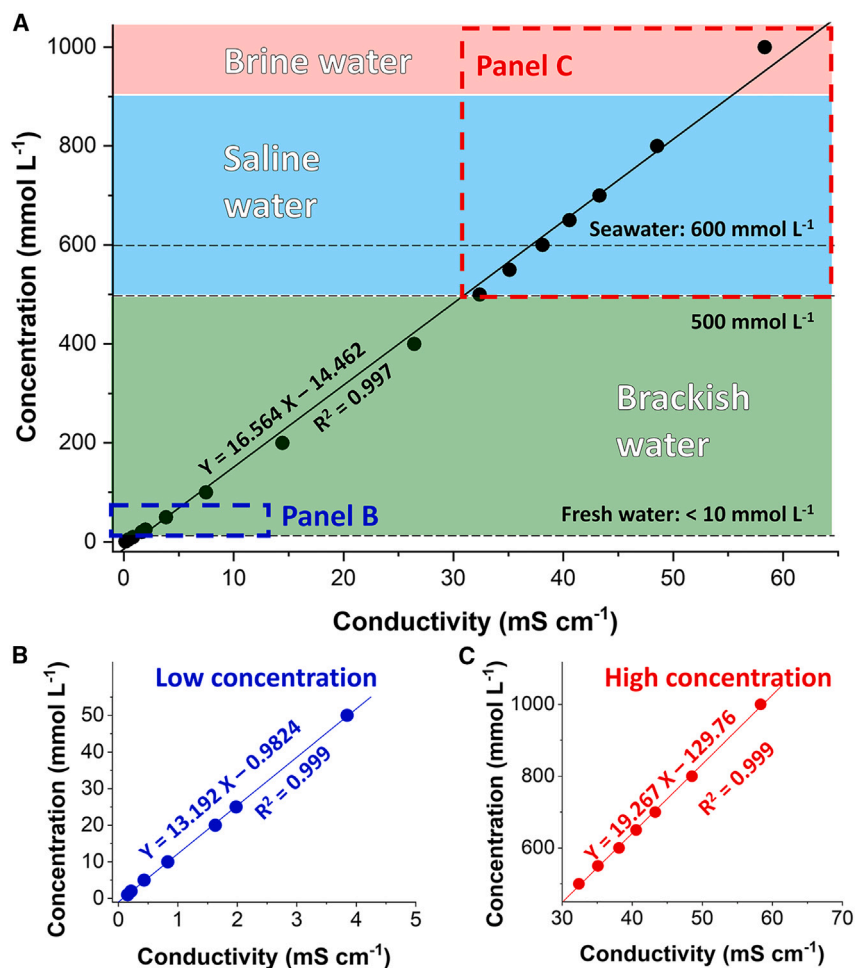 A
Brine water
Panel C
Saline
water
Seawater: 600 mmol L⁻¹
500 mmol L⁻¹
Y = 16.564 X – 14.462
R² = 0.997
Brackish
water
Panel B
Fresh water: < 10 mmol L⁻¹
Concentration (mmol L⁻¹)
1000
800
600
400
200
0
0 10 20 30 40 50 60
Conductivity (mS cm⁻¹)
B
Low concentration
Y = 13.192 X – 0.9824
R² = 0.999
Concentration (mmol L⁻¹)
50
40
30
20
10
0
0 1 2 3 4 5
Conductivity (mS cm⁻¹)
C
High concentration
Y = 19.267 X – 129.76
R² = 0.999
Concentration (mmol L⁻¹)
1000
800
600
30 40 50 60 70
Conductivity (mS cm⁻¹)